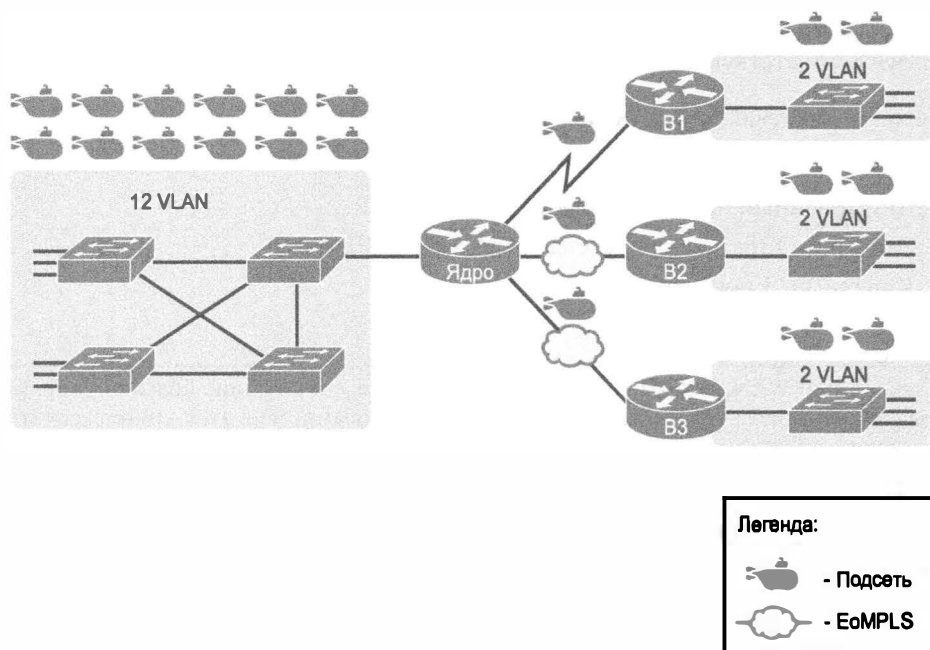 2 VLAN
B1
12 VLAN
2 VLAN
Ядро
B2
2 VLAN
B3
Легенда:
- Подсеть
- EoMPLS